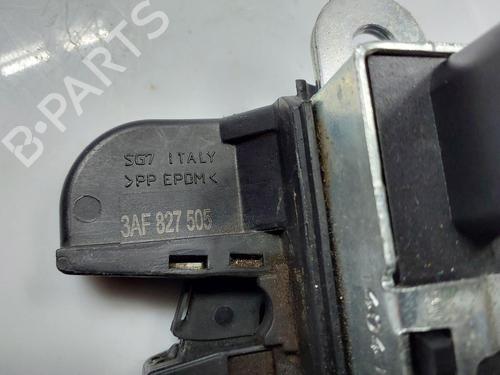 B-PARTS
SG7 ITALY
>PP EPDM<
3AF 827 505